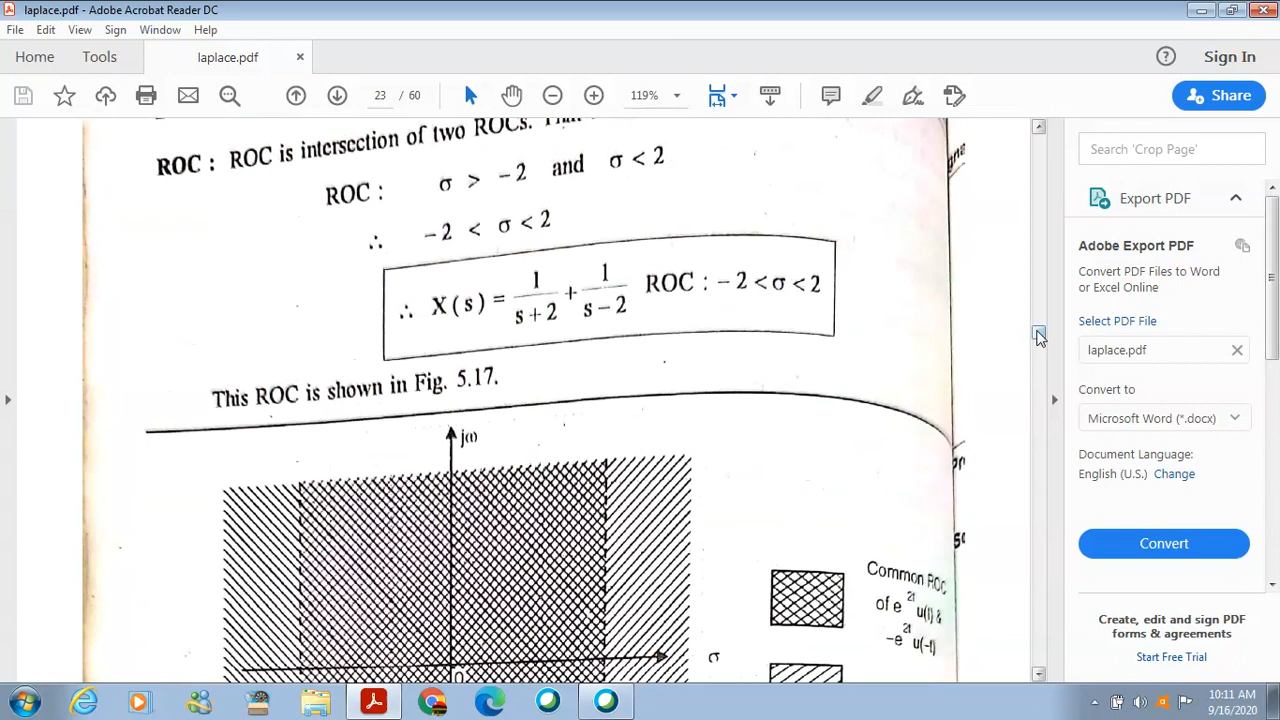 laplace.pdf - Adobe Acrobat Reader DC
File Edit View Sign Window Help
Home Tools laplace.pdf × ? Sign In
23 / 60 119% Share
ROC : ROC is intersection of two ROCs.
ROC : σ > - 2 and σ < 2
∴ - 2 < σ < 2
∴ X ( s ) = 1/(s + 2) + 1/(s - 2) ROC : - 2 < σ < 2
This ROC is shown in Fig. 5.17.
jω
σ
0
Common ROC
of e 2t u(t) &
-e 2t u(-t)
Search 'Crop Page'
Export PDF
Adobe Export PDF
Convert PDF Files to Word
or Excel Online
Select PDF File
laplace.pdf
Convert to
Microsoft Word (*.docx)
Document Language:
English (U.S.) Change
Convert
Create, edit and sign PDF
forms & agreements
Start Free Trial
10:11 AM
9/16/2020